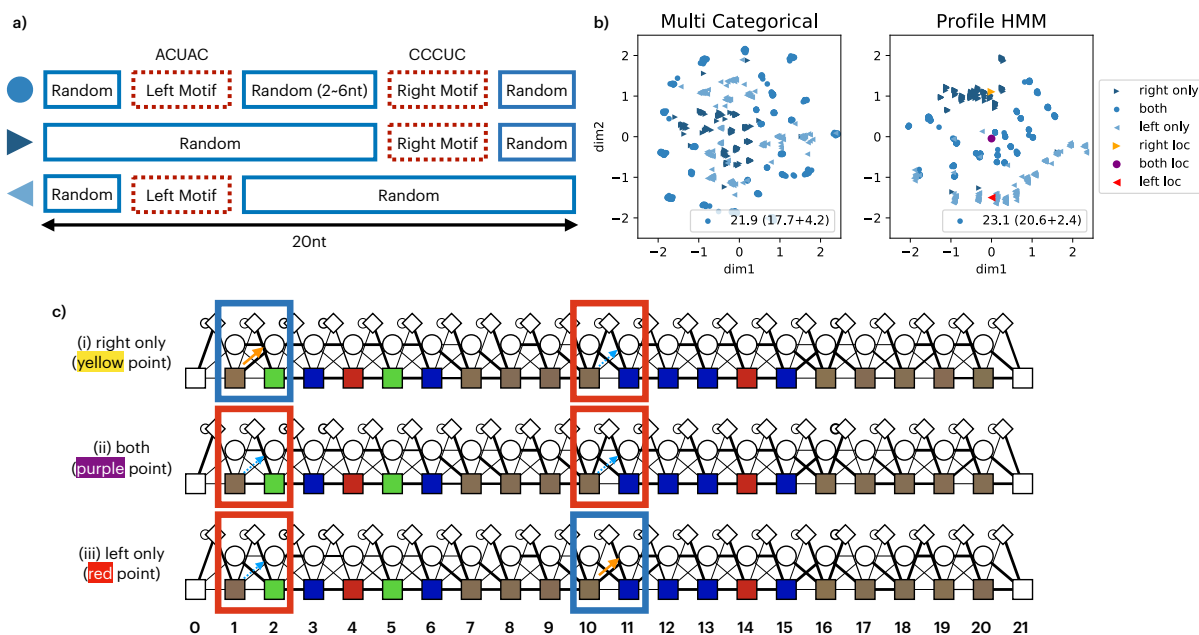 a)
ACUAC
CCCUC
Random
Left Motif
Random (2~6nt)
Right Motif
Random
Random
Right Motif
Random
Random
Left Motif
Random
20nt
b)
Multi Categorical
Profile HMM
dim2
2
1
0
−1
−2
−2
−1
0
1
2
dim1
21.9 (17.7+4.2)
2
1
0
−1
−2
−2
−1
0
1
2
dim1
23.1 (20.6+2.4)
right only
both
left only
right loc
both loc
left loc
c)
(i) right only
(yellow point)
(ii) both
(purple point)
(iii) left only
(red point)
0 1 2 3 4 5 6 7 8 9 10 11 12 13 14 15 16 17 18 19 20 21